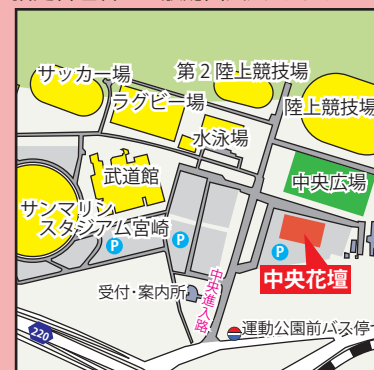 サッカー場
第2陸上競技場
ラグビー場
陸上競技場
水泳場
武道館
中央広場
サンマリン
スタジアム宮崎
P
P
P
中央花壇
受付・案内所
中央進入路
220
運動公園前バス停